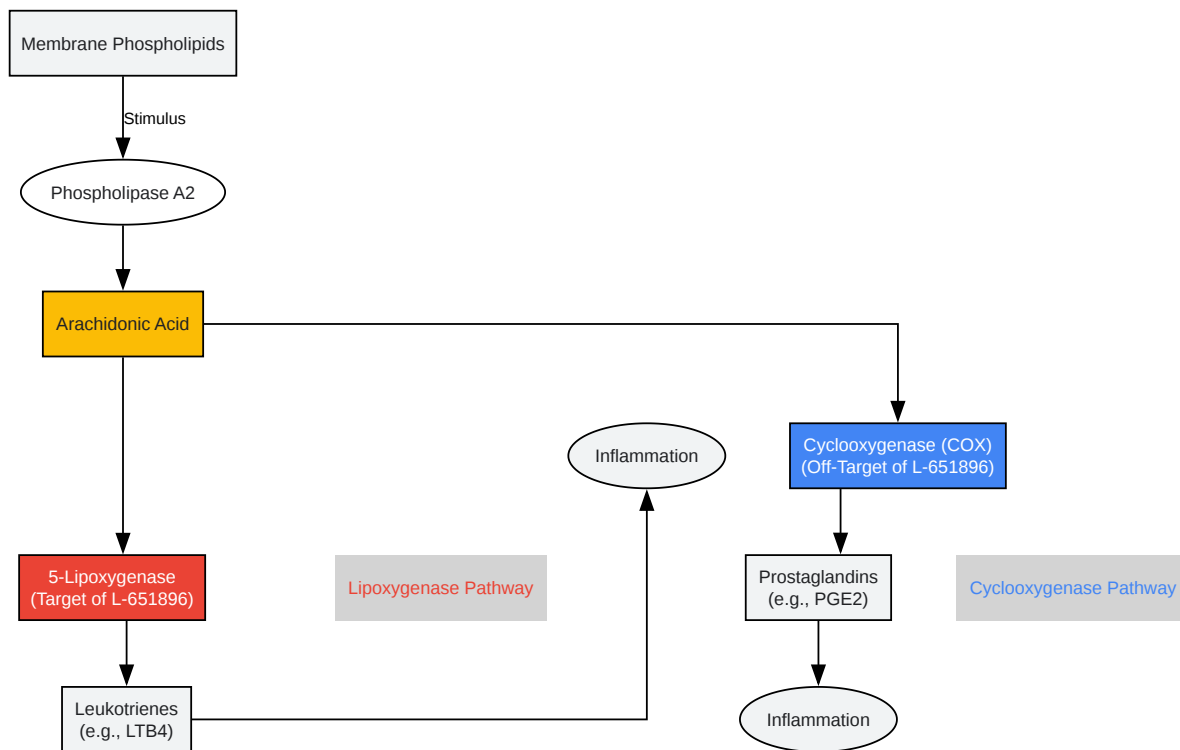 Membrane Phospholipids
Stimulus
Phospholipase A2
Arachidonic Acid
Inflammation
Cyclooxygenase (COX)
(Off-Target of L-651896)
5-Lipoxygenase
(Target of L-651896)
Lipoxygenase Pathway
Prostaglandins
(e.g., PGE2)
Cyclooxygenase Pathway
Leukotrienes
(e.g., LTB4)
Inflammation